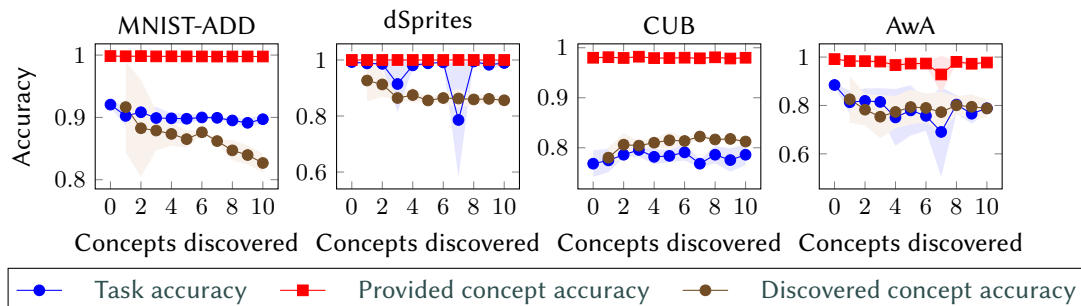 MNIST-ADD dSprites CUB AwA
Accuracy
1
0.9
0.8
0 2 4 6 8 10
Concepts discovered
1
0.8
0.6
0 2 4 6 8 10
Concepts discovered
1
0.8
0 2 4 6 8 10
Concepts discovered
1
0.8
0.6
0 2 4 6 8 10
Concepts discovered
Task accuracy Provided concept accuracy Discovered concept accuracy